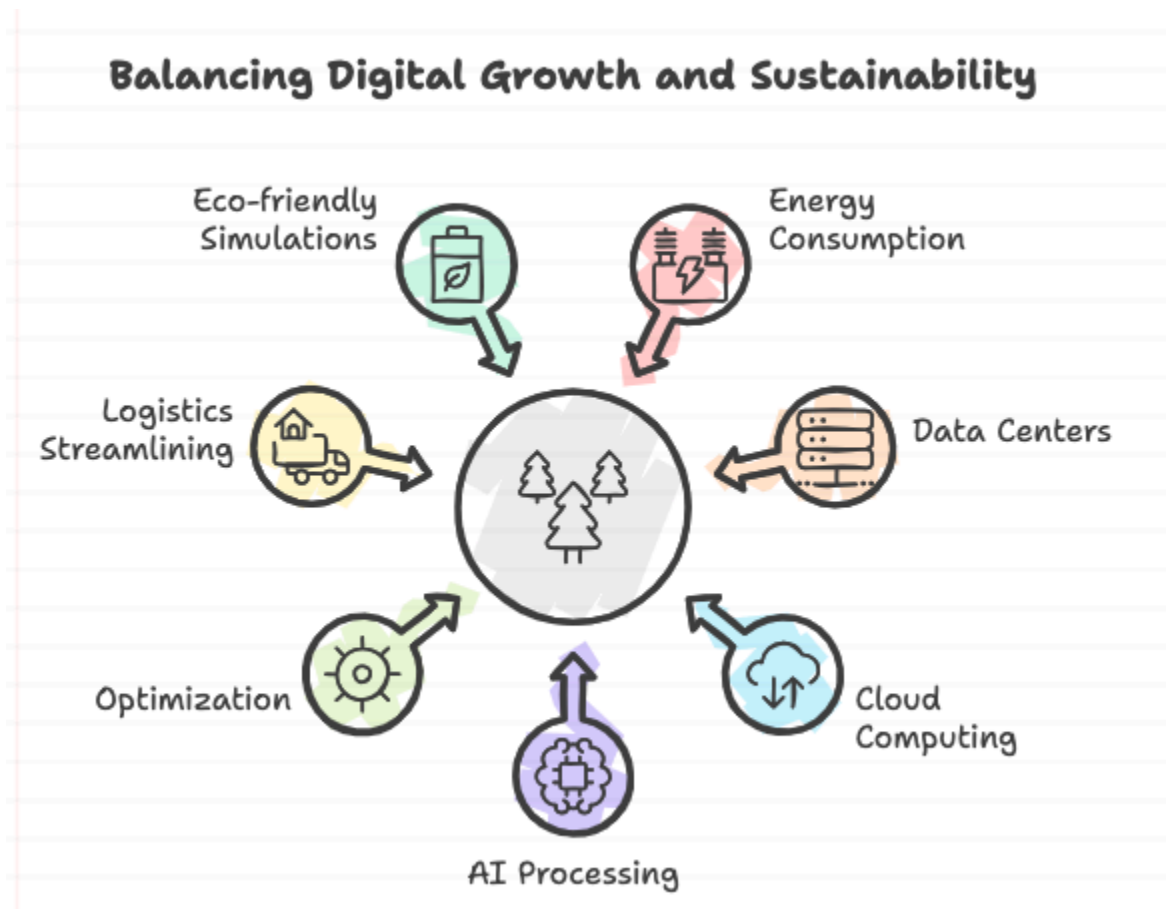 Balancing Digital Growth and Sustainability
Eco-friendly
Simulations
Energy
Consumption
Logistics
Streamlining
Data Centers
Optimization
Cloud
Computing
AI Processing